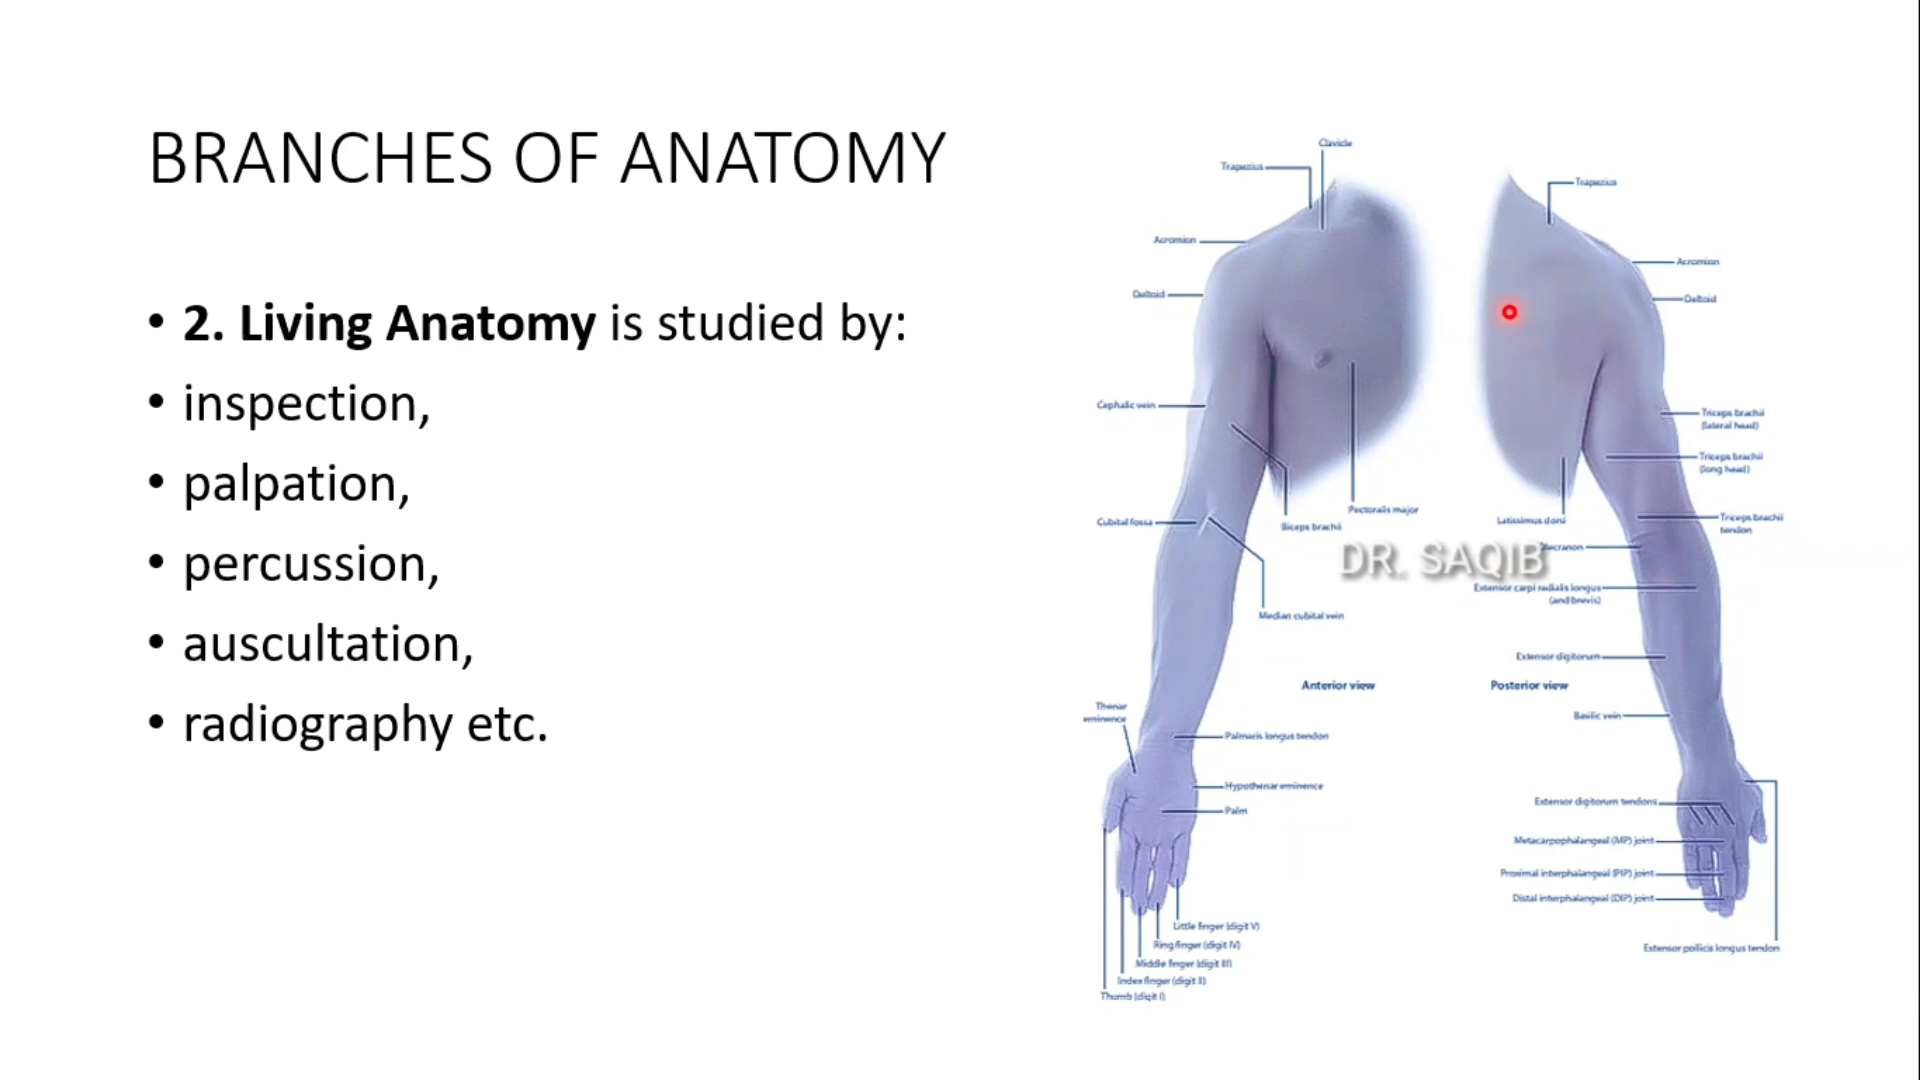 BRANCHES OF ANATOMY
• 2. Living Anatomy is studied by:
• inspection,
• palpation,
• percussion,
• auscultation,
• radiography etc.
Clavicle
Trapezius
Acromion
Deltoid
Cephalic vein
Cubital fossa
Biceps brachii
Pectoralis major
Median cubital vein
Anterior view
Thenar
eminence
Palmaris longus tendon
Hypothenar eminence
Palm
Little finger (digit V)
Ring finger (digit IV)
Middle finger (digit III)
Index finger (digit II)
Thumb (digit I)
Trapezius
Acromion
Deltoid
Triceps brachii
(lateral head)
Triceps brachii
(long head)
Latissimus dorsi
Triceps brachii
tendon
DR. SAQIB
Extensor carpi radialis longus
(and brevis)
Extensor digitorum
Posterior view
Basilic vein
Extensor digitorum tendons
Metacarpophalangeal (MP) joint
Proximal interphalangeal (PIP) joint
Distal interphalangeal (DIP) joint
Extensor pollicis longus tendon